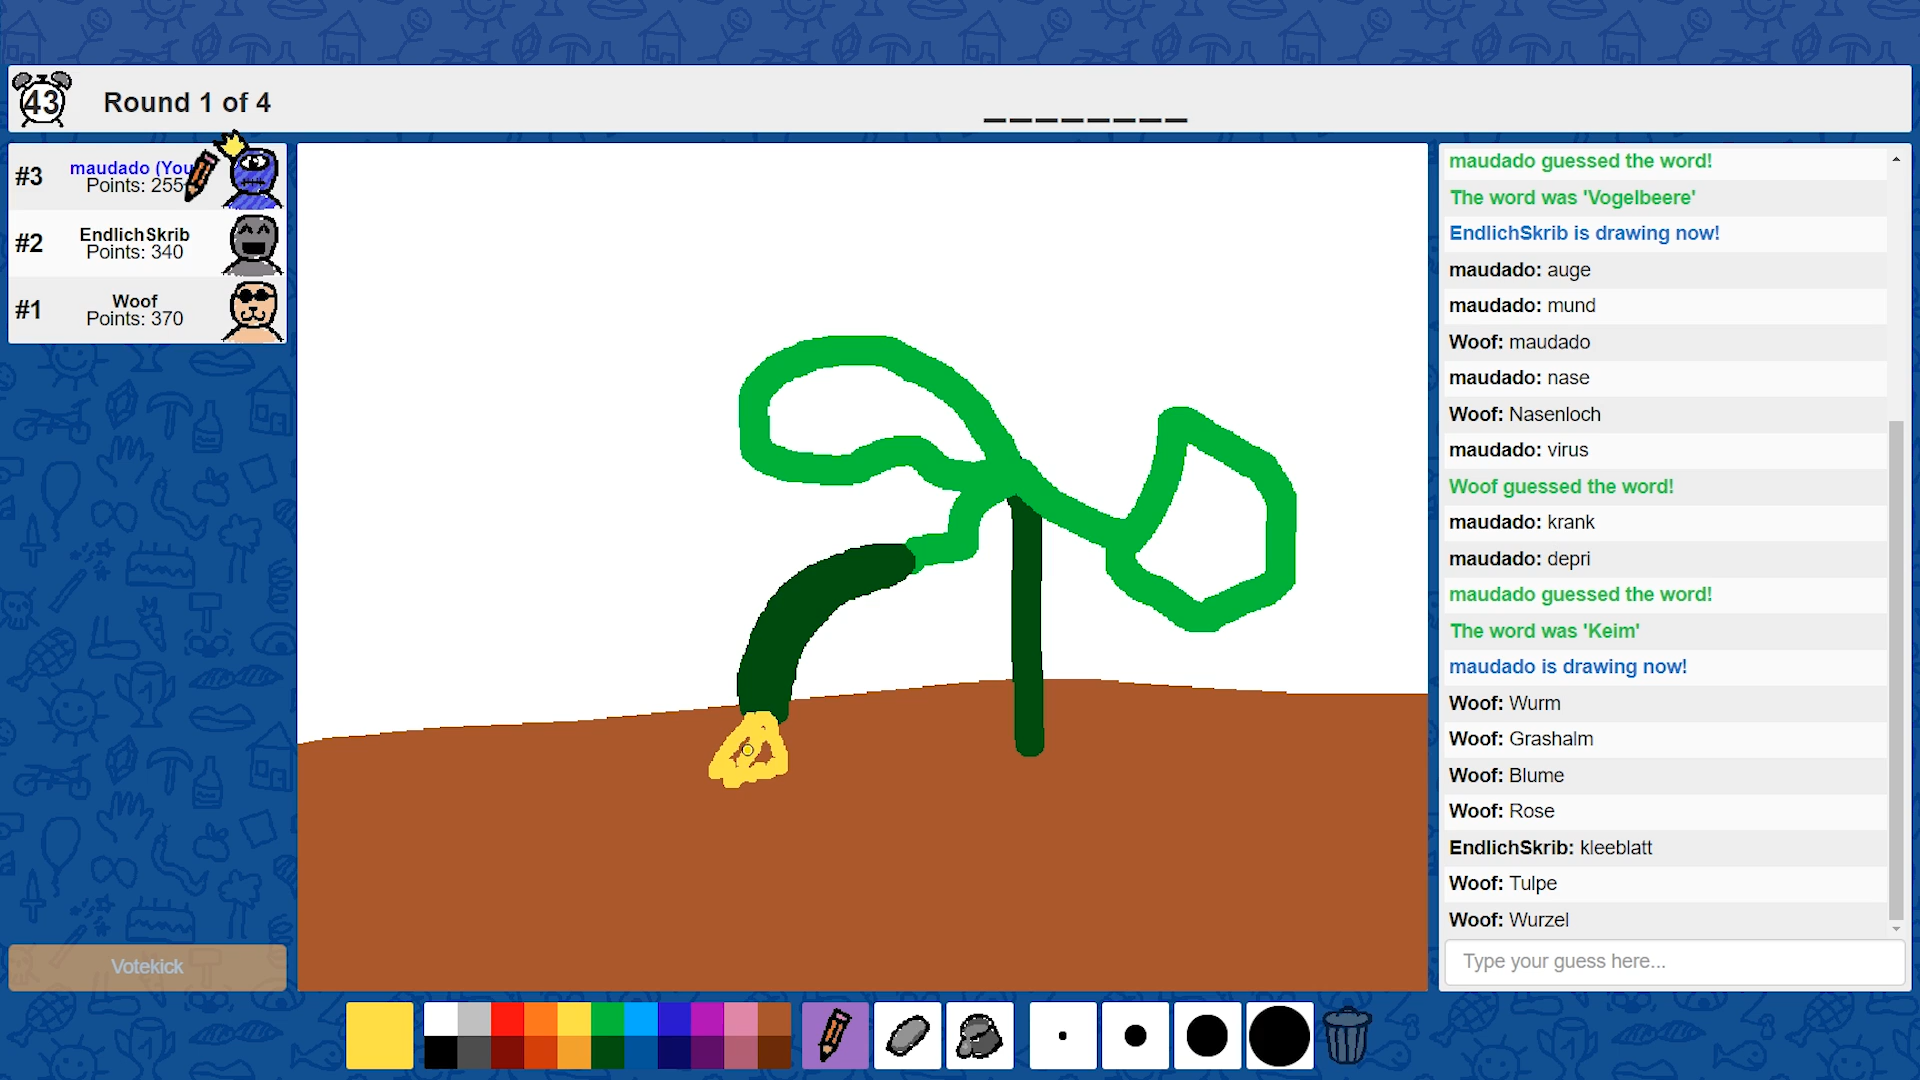 43
Round 1 of 4
________
#3
maudado (You
Points: 255
#2
EndlichSkrib
Points: 340
#1
Woof
Points: 370
Votekick
maudado guessed the word!
The word was 'Vogelbeere'
EndlichSkrib is drawing now!
maudado: auge
maudado: mund
Woof: maudado
maudado: nase
Woof: Nasenloch
maudado: virus
Woof guessed the word!
maudado: krank
maudado: depri
maudado guessed the word!
The word was 'Keim'
maudado is drawing now!
Woof: Wurm
Woof: Grashalm
Woof: Blume
Woof: Rose
EndlichSkrib: kleeblatt
Woof: Tulpe
Woof: Wurzel
Type your guess here...